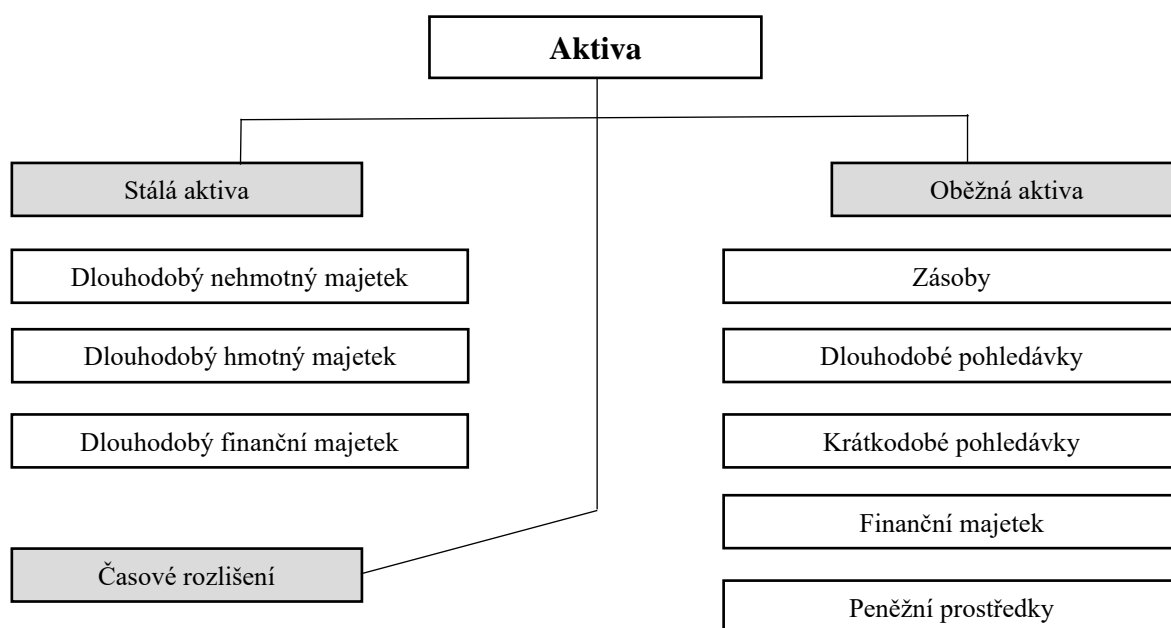 Aktiva
Stálá aktiva
Oběžná aktiva
Dlouhodobý nehmotný majetek
Zásoby
Dlouhodobý hmotný majetek
Dlouhodobé pohledávky
Dlouhodobý finanční majetek
Krátkodobé pohledávky
Finanční majetek
Časové rozlišení
Peněžní prostředky